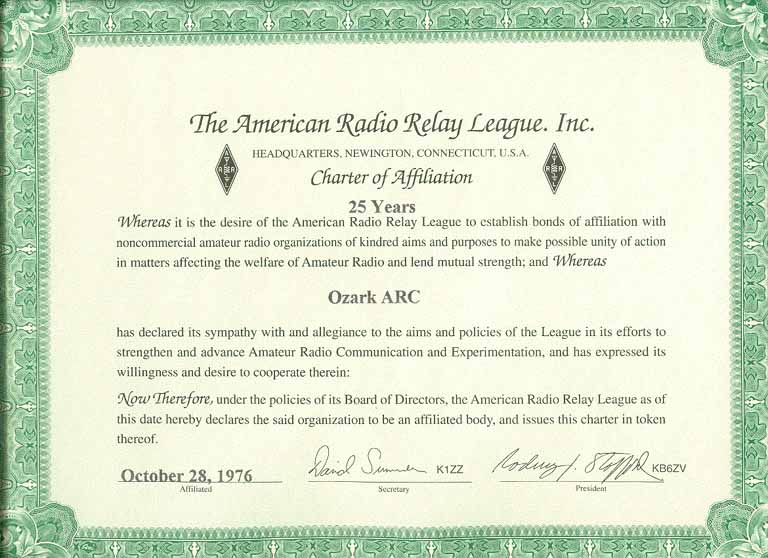 The American Radio Relay League. Inc.
HEADQUARTERS, NEWINGTON, CONNECTICUT, U.S.A.
Charter of Affiliation
25 Years
Whereas it is the desire of the American Radio Relay League to establish bonds of affiliation with
noncommercial amateur radio organizations of kindred aims and purposes to make possible unity of action
in matters affecting the welfare of Amateur Radio and lend mutual strength; and Whereas
Ozark ARC
has declared its sympathy with and allegiance to the aims and policies of the League in its efforts to
strengthen and advance Amateur Radio Communication and Experimentation, and has expressed its
willingness and desire to cooperate therein:
Now Therefore, under the policies of its Board of Directors, the American Radio Relay League as of
this date hereby declares the said organization to be an affiliated body, and issues this charter in token
thereof.
October 28, 1976 David Sumner K1ZZ Rodney J. Stafford KB6ZV
Affiliated Secretary President